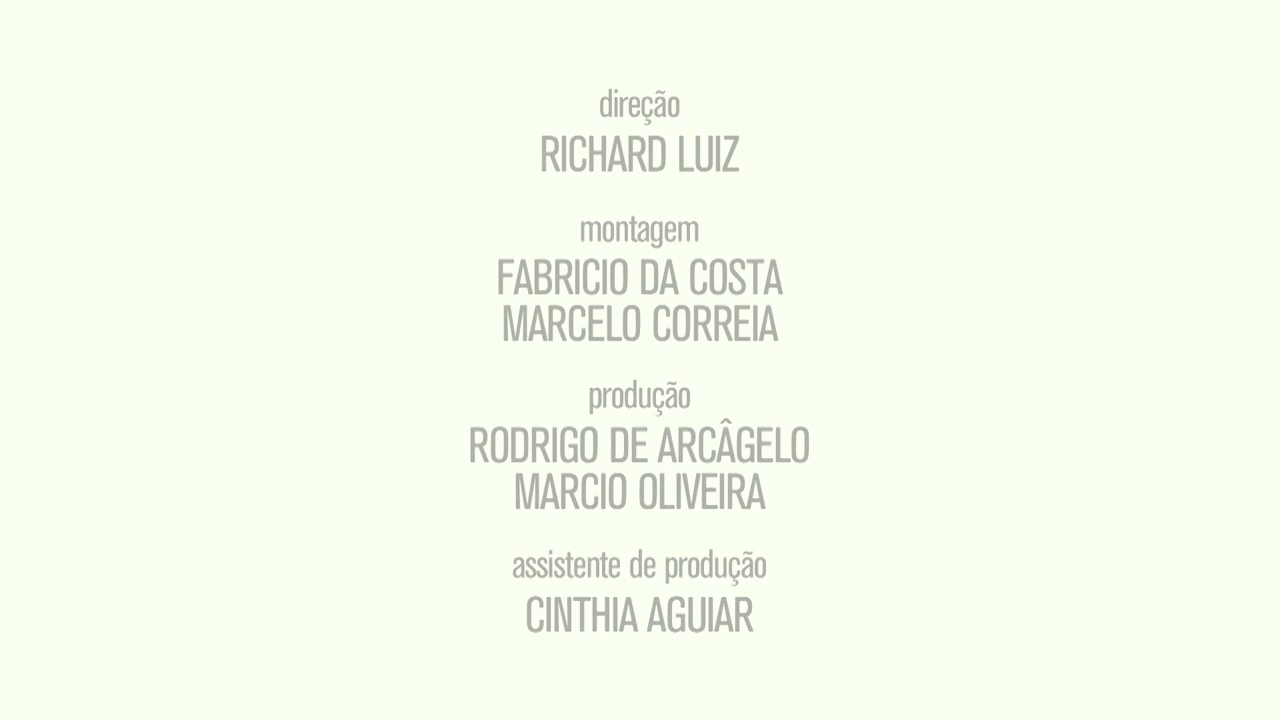 direção
RICHARD LUIZ
montagem
FABRICIO DA COSTA
MARCELO CORREIA
produção
RODRIGO DE ARCÂGELO
MARCIO OLIVEIRA
assistente de produção
CINTHIA AGUIAR